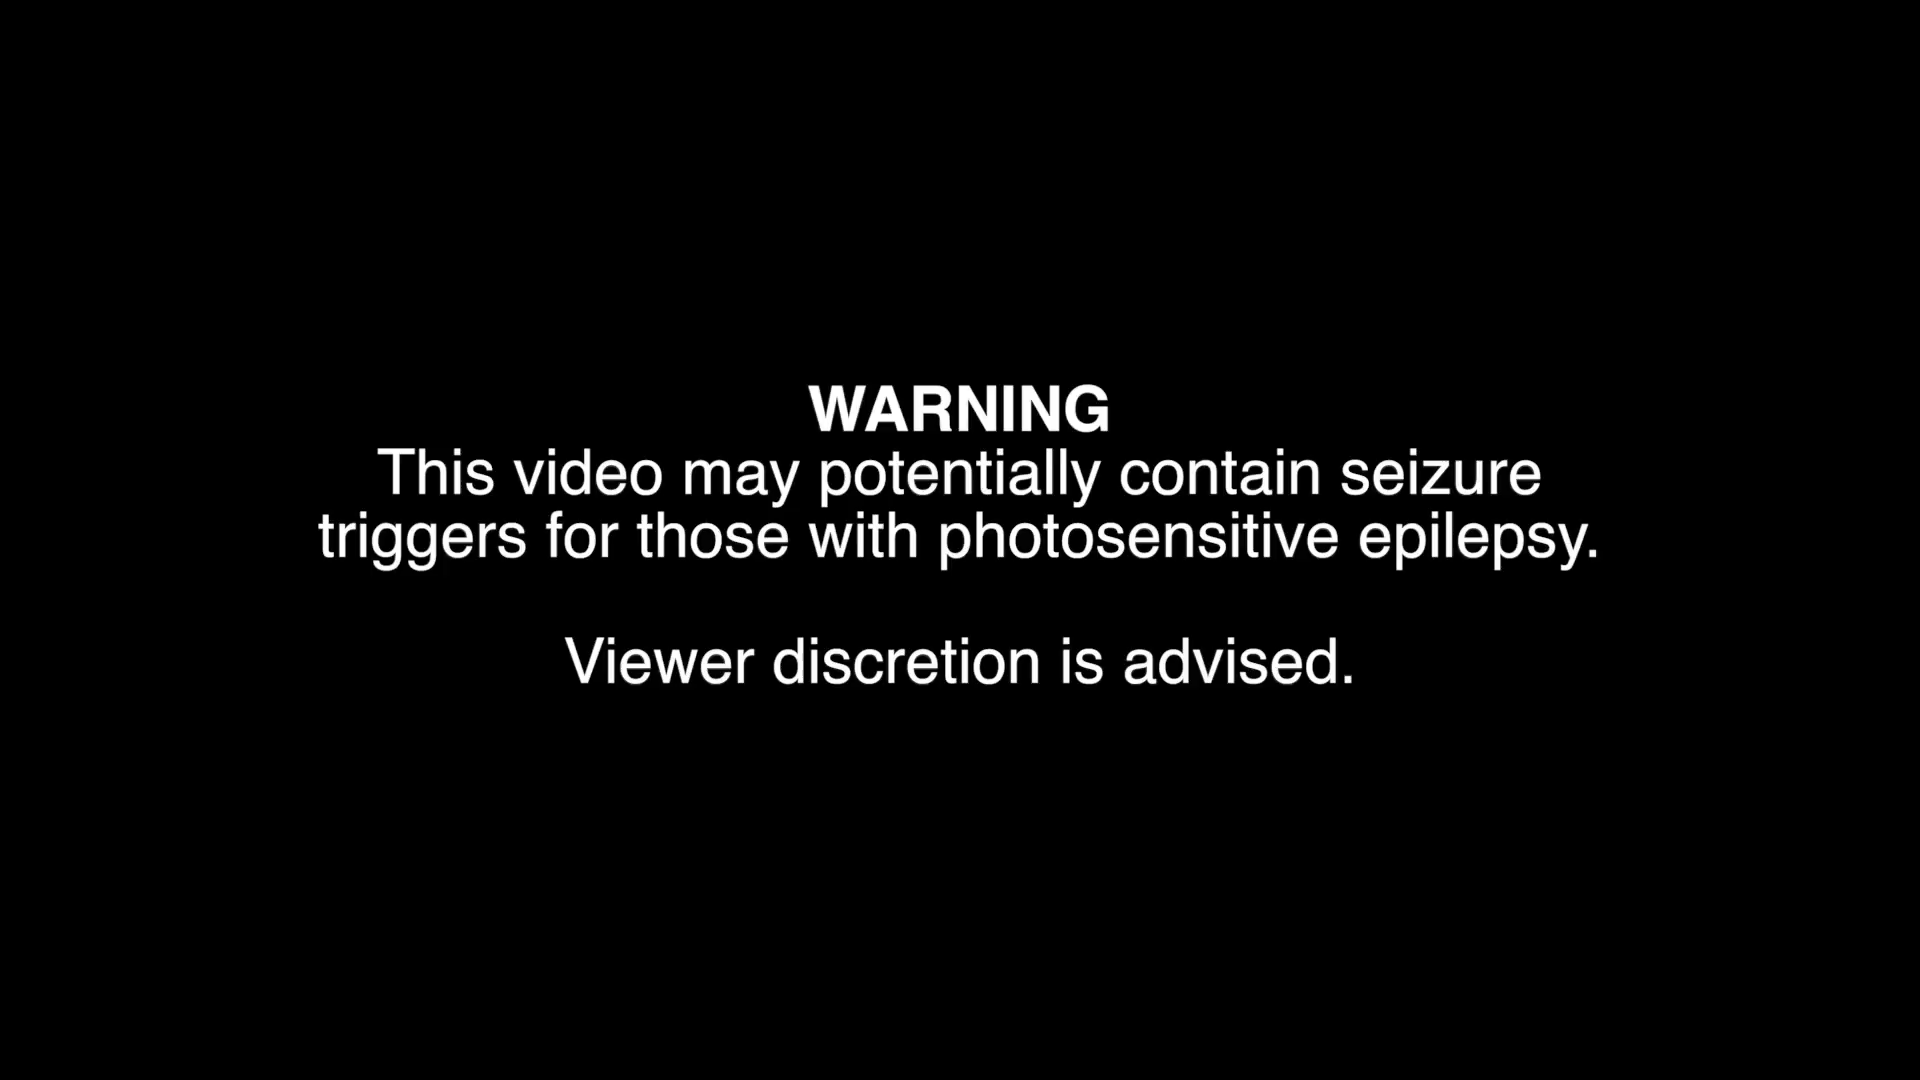 WARNING
This video may potentially contain seizure
triggers for those with photosensitive epilepsy.
Viewer discretion is advised.